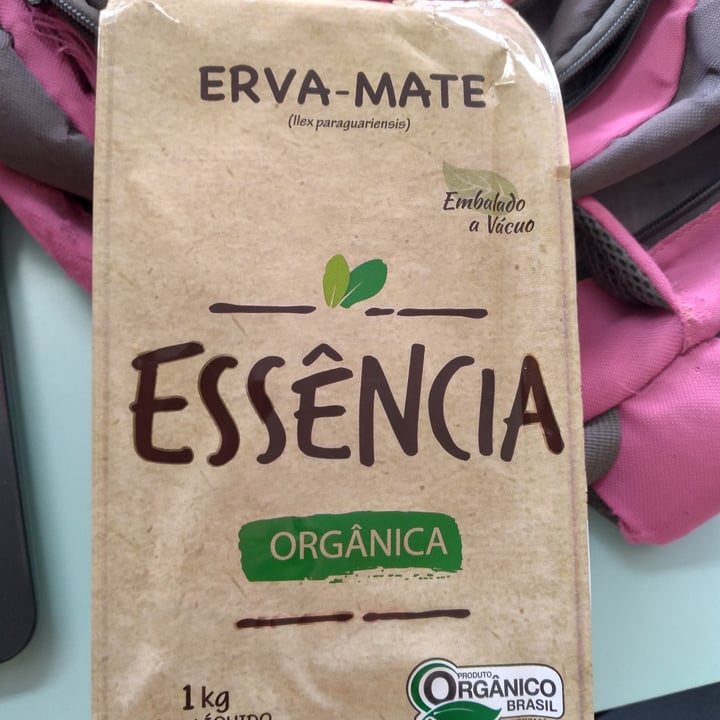 ERVA-MATE
(Ilex paraguariensis)
Embalado
a Vácuo
ESSÊNCIA
ORGÂNICA
1 kg
PRODUTO
ORGÂNICO
BRASIL